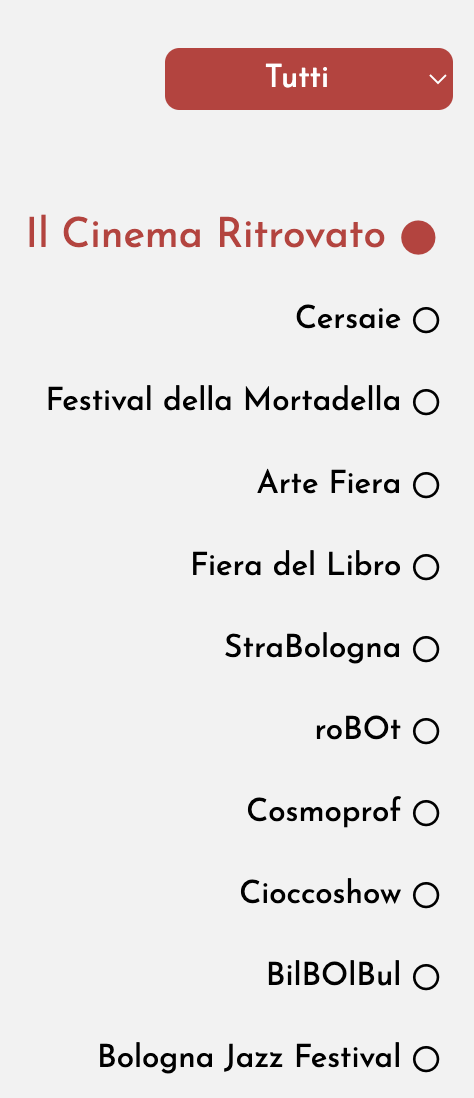 Tutti
Il Cinema Ritrovato
Cersaie
Festival della Mortadella
Arte Fiera
Fiera del Libro
StraBologna
roBOt
Cosmoprof
Cioccoshow
BilBOlBul
Bologna Jazz Festival